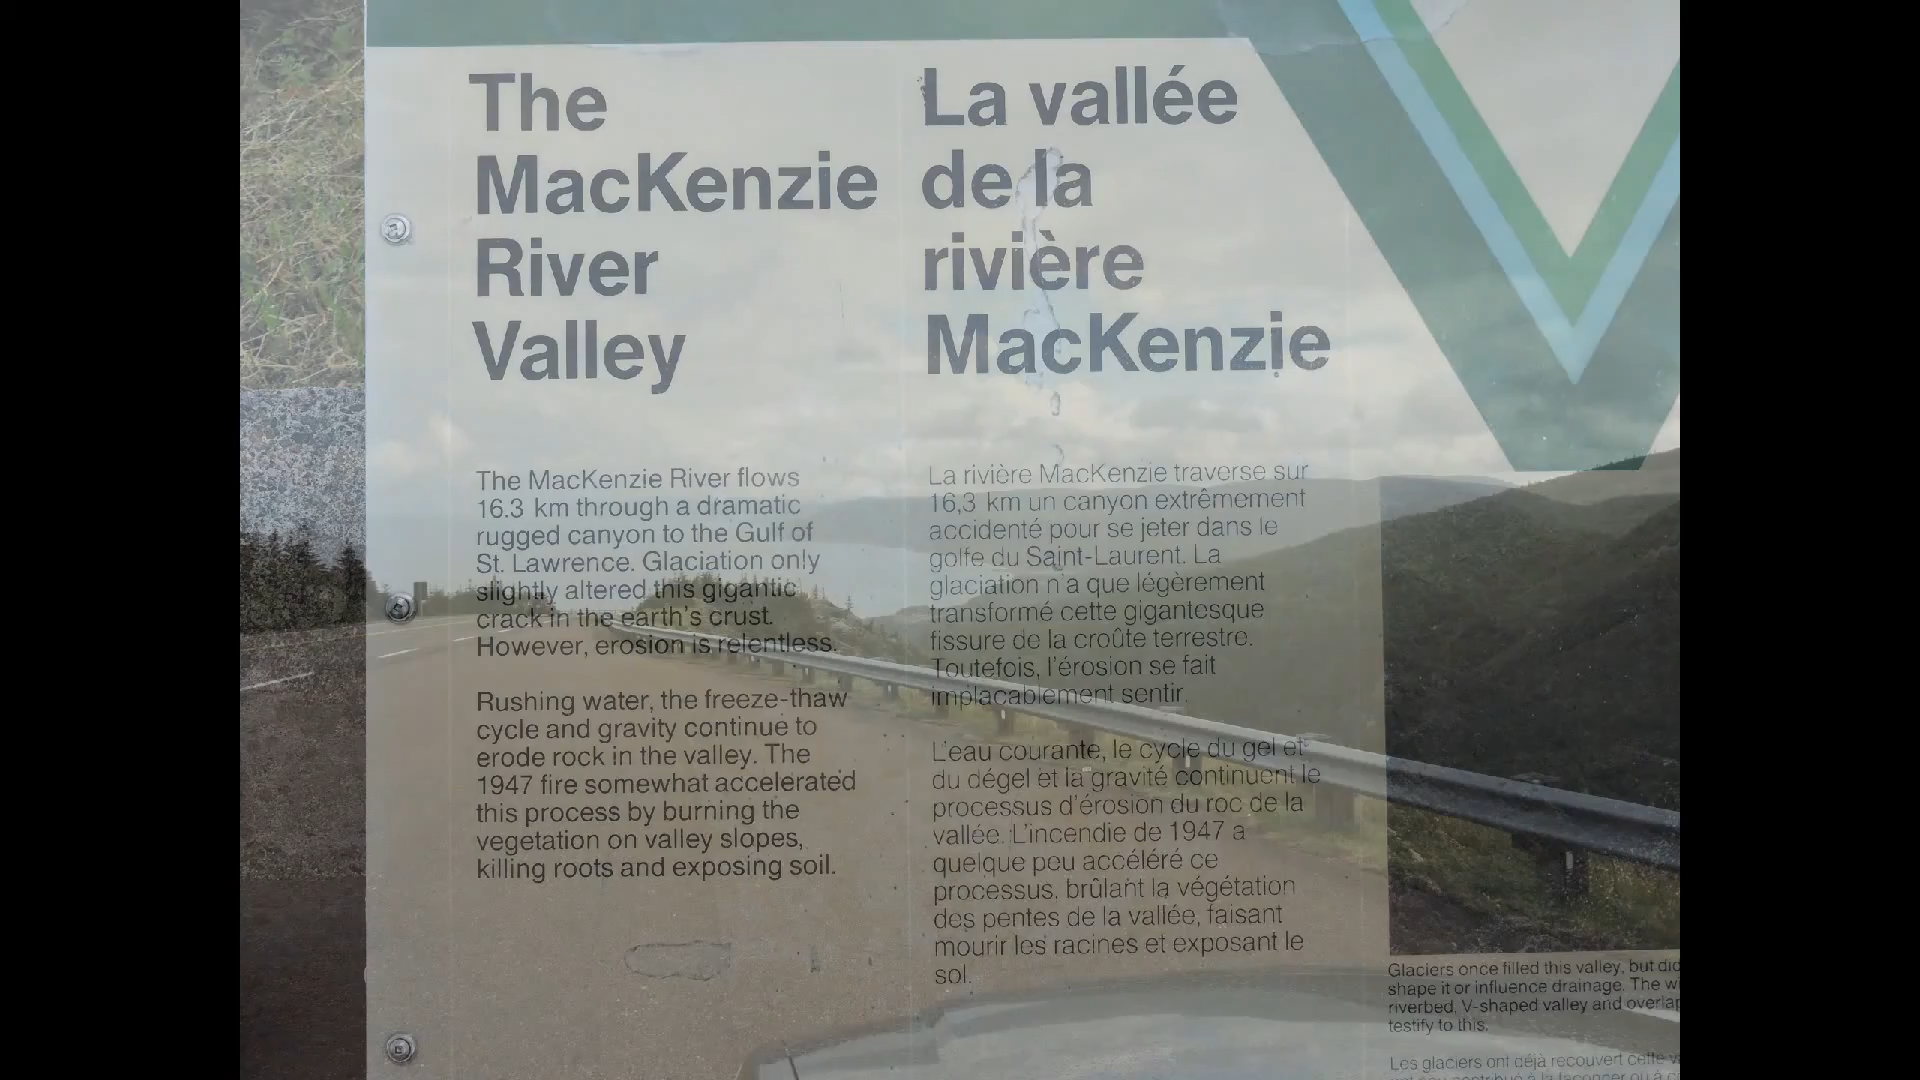 The
MacKenzie
River
Valley
The MacKenzie River flows
16.3 km through a dramatic
rugged canyon to the Gulf of
St. Lawrence. Glaciation only
slightly altered this gigantic
crack in the earth's crust.
However, erosion is relentless.
Rushing water, the freeze-thaw
cycle and gravity continue to
erode rock in the valley. The
1947 fire somewhat accelerated
this process by burning the
vegetation on valley slopes,
killing roots and exposing soil.
La vallée
de la
rivière
MacKenzie
La rivière MacKenzie traverse sur
16,3 km un canyon extrêmement
accidenté pour se jeter dans le
golfe du Saint-Laurent. La
glaciation n'a que légèrement
transformé cette gigantesque
fissure de la croûte terrestre.
Toutefois, l'érosion se fait
implacablement sentir.
L'eau courante, le cycle du gel et
du dégel et la gravité continuent le
processus d'érosion du roc de la
vallée. L'incendie de 1947 a
quelque peu accéléré ce
processus, brûlant la végétation
des pentes de la vallée, faisant
mourir les racines et exposant le
sol.
Glaciers once filled this valley, but did
shape it or influence drainage. The
riverbed, V-shaped valley and
testify to this.
Les glaciers ont déjà recouvert cette